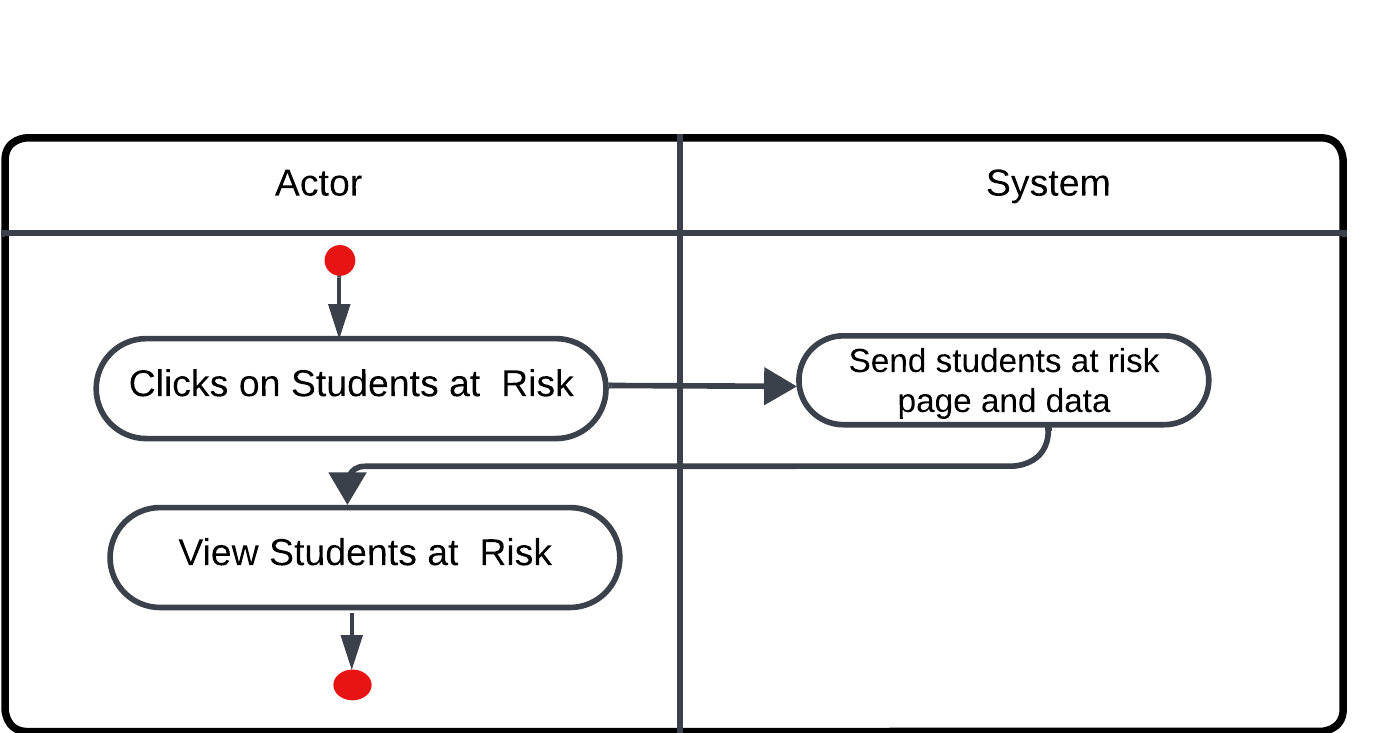 Actor
System
Clicks on Students at  Risk
Send students at risk
page and data
View Students at  Risk